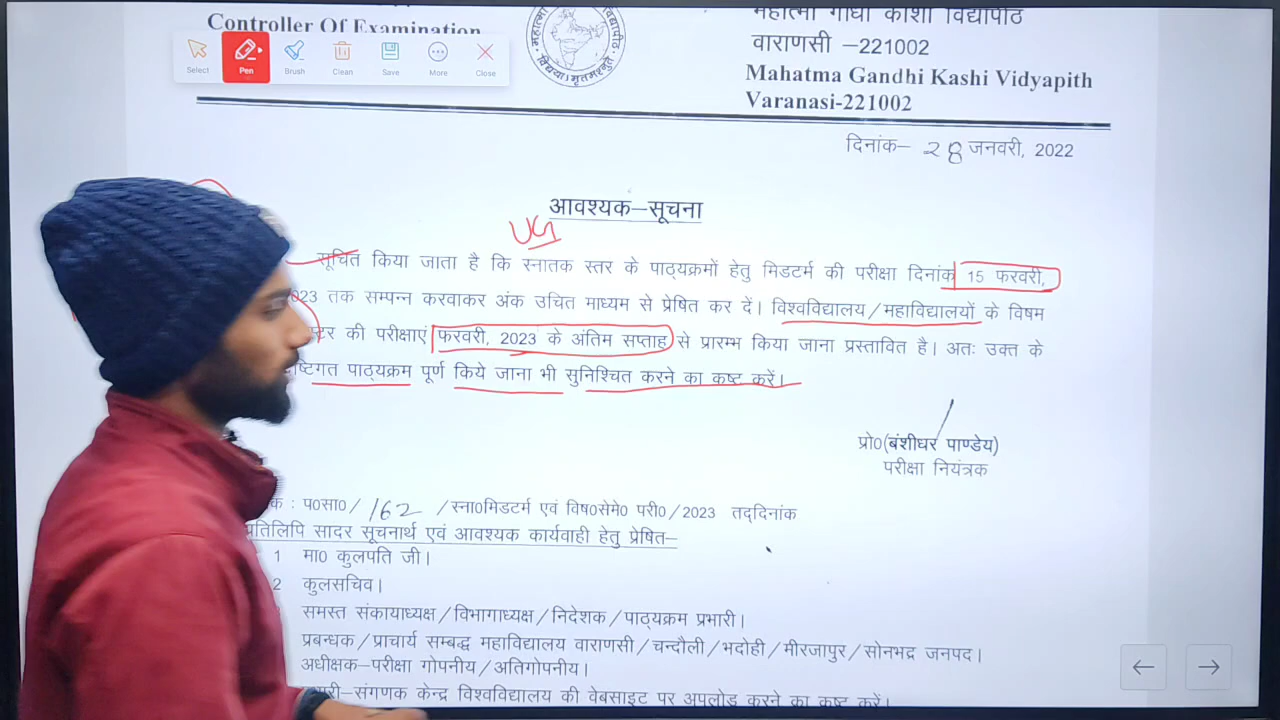 Controller Of Examination
महात्मा गांधी काशी विद्यापीठ
वाराणसी –221002
Mahatma Gandhi Kashi Vidyapith
Varanasi-221002
Select Pen Brush Clean Save More Close
दिनांक– 28 जनवरी, 2022
आवश्यक–सूचना
UG
सूचित किया जाता है कि स्नातक स्तर के पाठ्यक्रमों हेतु मिडटर्म की परीक्षा दिनांक 15 फरवरी,
023 तक सम्पन्न करवाकर अंक उचित माध्यम से प्रेषित कर दें। विश्वविद्यालय/महाविद्यालयों के विषम
स्टर की परीक्षाएं फरवरी, 2023 के अंतिम सप्ताह से प्रारम्भ किया जाना प्रस्तावित है। अतः उक्त के
ष्टिगत पाठ्यक्रम पूर्ण किये जाना भी सुनिश्चित करने का कष्ट करें।
प्रो0(बंशीधर पाण्डेय)
परीक्षा नियंत्रक
क : प0सा0/162/स्ना0मिडटर्म एवं विष0सेमे0 परी0/2023 तद्दिनांक
प्रतिलिपि सादर सूचनार्थ एवं आवश्यक कार्यवाही हेतु प्रेषित–
1 मा0 कुलपति जी।
2 कुलसचिव।
समस्त संकायाध्यक्ष/विभागाध्यक्ष/निदेशक/पाठ्यक्रम प्रभारी।
प्रबन्धक/प्राचार्य सम्बद्ध महाविद्यालय वाराणसी/चन्दौली/भदोही/मीरजापुर/सोनभद्र जनपद।
अधीक्षक–परीक्षा गोपनीय/अतिगोपनीय।
री–संगणक केन्द्र विश्वविद्यालय की वेबसाइट पर अपलोड करने का कष्ट करें।